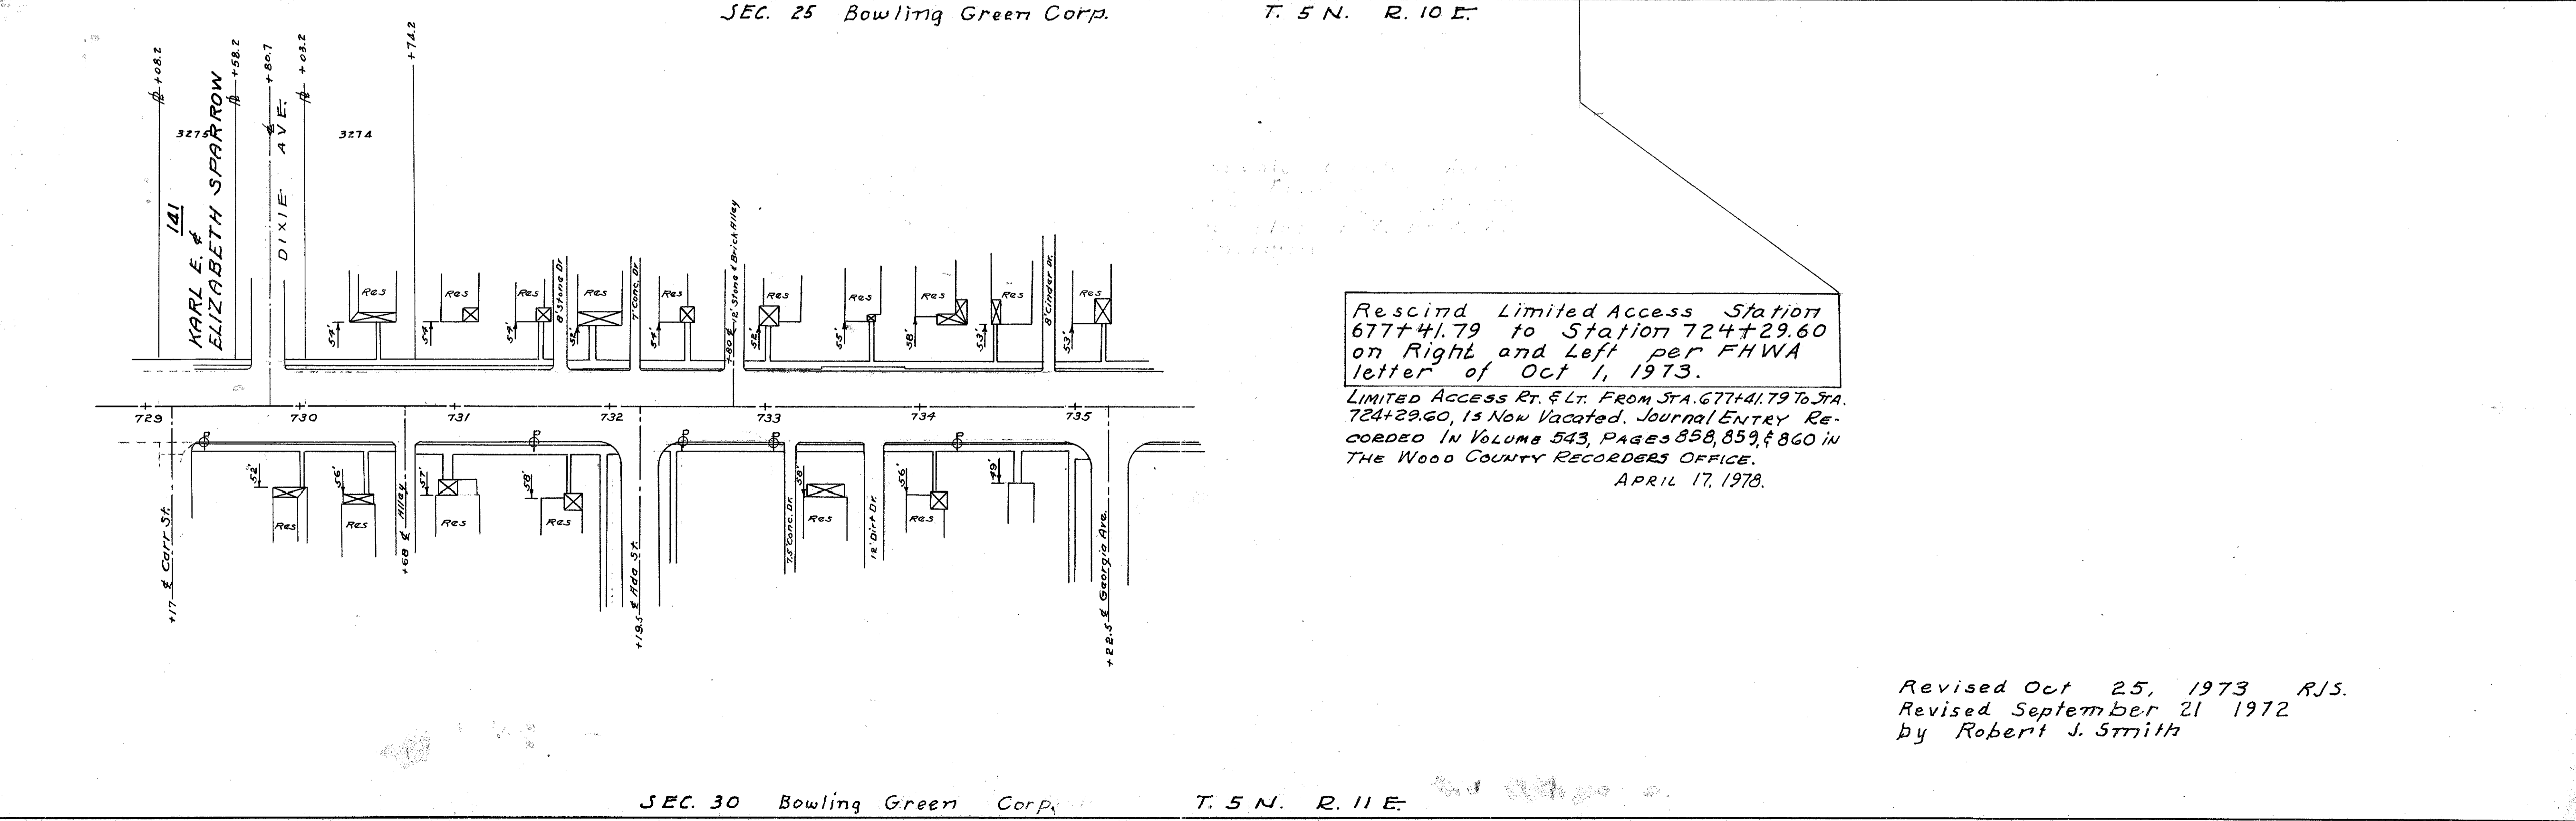 SEC. 25 Bowling Green Corp. T. 5 N. R. 10 E.
℄ +08.2
℄ +58.2
+80.7
℄ +03.2
+74.2
3275
3274
141
KARL E. &
ELIZABETH SPARROW
℄ DIXIE AVE.
Res
Res
Res
Res
Res
Res
Res
Res
Res
Res
54'
54'
54'
8' Stone Dr
52'
7' Conc. Dr
54'
+80 ℄ 12' Stone & Brick Alley
52'
55'
58'
53'
8' Cinder Dr.
53'
729 730 731 732 733 734 735
P P P P P
52'
56'
57'
58'
58'
56'
49'
Res
Res
Res
Res
Res
Res
+17 ℄ Carr St.
+68 ℄ Alley
+19.5 ℄ Ada St.
7.5' Conc. Dr.
12' Dirt Dr.
+22.5 ℄ Georgia Ave.
Rescind Limited Access Station
677+41.79 to Station 724+29.60
on Right and Left per FHWA
letter of Oct 1, 1973.
LIMITED ACCESS RT. & LT. FROM STA. 677+41.79 TO STA.
724+29.60, IS NOW VACATED. JOURNAL ENTRY RE-
CORDED IN VOLUME 543, PAGES 858, 859, & 860 IN
THE WOOD COUNTY RECORDERS OFFICE.
APRIL 17, 1978.
Revised Oct 25, 1973 RJS.
Revised September 21 1972
by Robert J. Smith
SEC. 30 Bowling Green Corp. T. 5 N. R. 11 E.